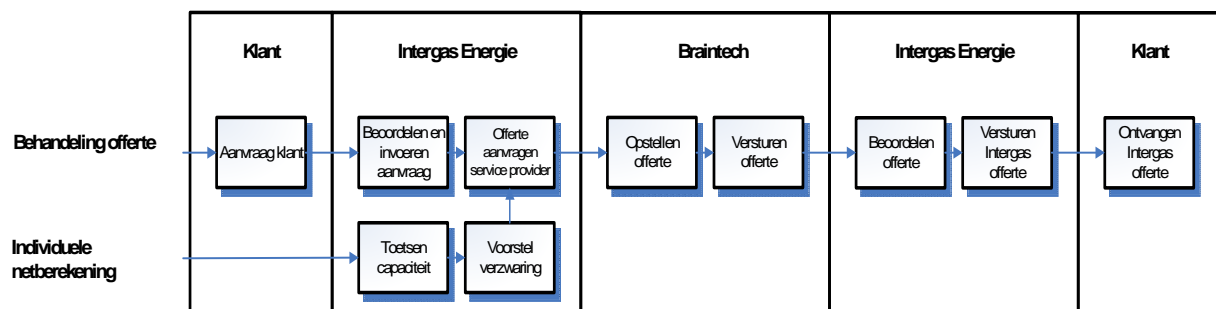 Klant
Intergas Energie
Braintech
Intergas Energie
Klant
Behandeling offerte
Aanvraag klant
Beoordelen en
invoeren
aanvraag
Offerte
aanvragen
service provider
Opstellen
offerte
Versturen
offerte
Beoordelen
offerte
Versturen
Intergas
offerte
Ontvangen
Intergas
offerte
Individuele
netberekening
Toetsen
capaciteit
Voorstel
verzwaring